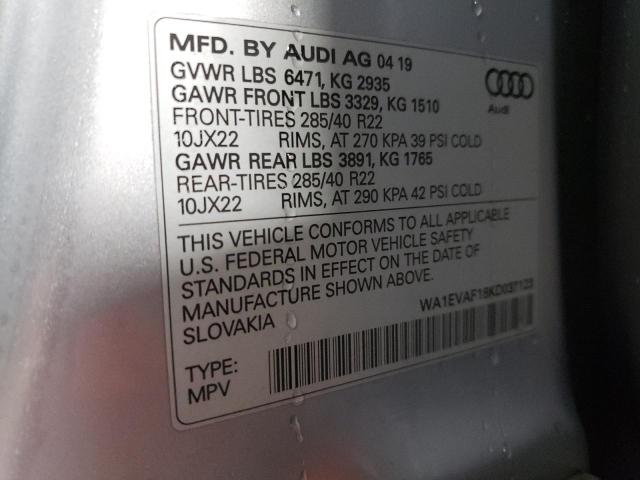 MFD. BY AUDI AG 04 19
GVWR LBS 6471, KG 2935
GAWR FRONT LBS 3329, KG 1510
FRONT-TIRES 285/40 R22
10JX22 RIMS, AT 270 KPA 39 PSI COLD
GAWR REAR LBS 3891, KG 1765
REAR-TIRES 285/40 R22
10JX22 RIMS, AT 290 KPA 42 PSI COLD
Audi
THIS VEHICLE CONFORMS TO ALL APPLICABLE
U.S. FEDERAL MOTOR VEHICLE SAFETY
STANDARDS IN EFFECT ON THE DATE OF
MANUFACTURE SHOWN ABOVE.
SLOVAKIA
WA1EVAF18KD037123
TYPE:
MPV